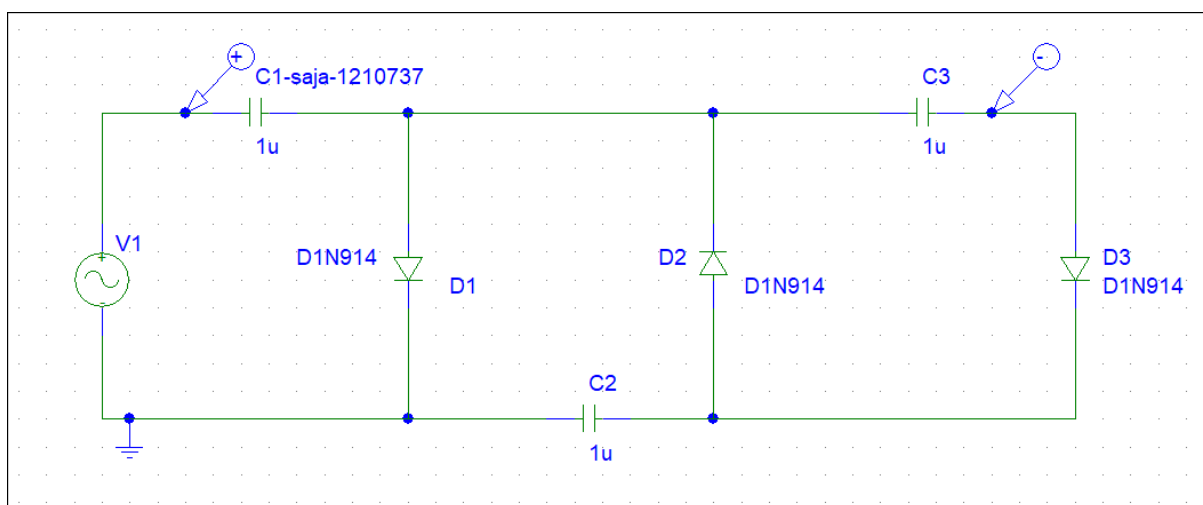 +
-
C1-saja-1210737
C3
1u
1u
V1
+
-
D1N914
D1
D2
D1N914
D3
D1N914
C2
1u